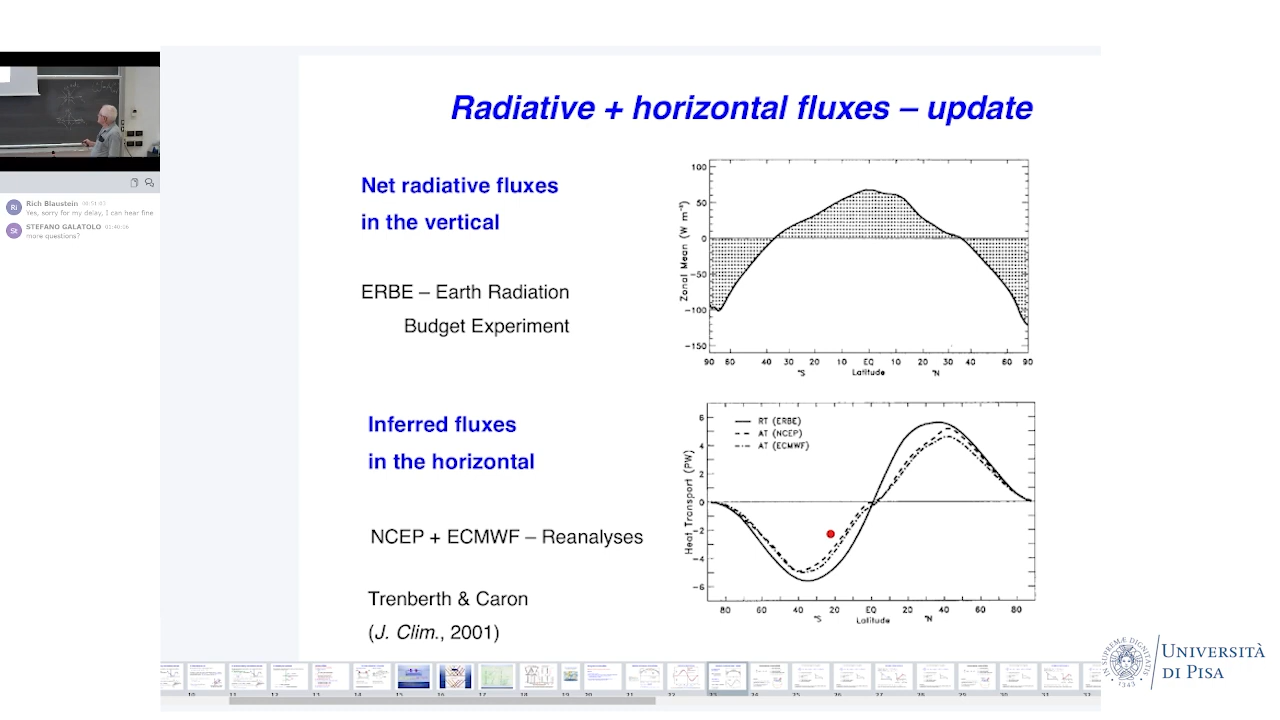 Radiative + horizontal fluxes – update
Net radiative fluxes
in the vertical
ERBE – Earth Radiation
Budget Experiment
Inferred fluxes
in the horizontal
NCEP + ECMWF – Reanalyses
Trenberth & Caron
(J. Clim., 2001)
100
50
0
−50
−100
−150
Zonal Mean (W m⁻²)
90 60 40 30 20 10 EQ 10 20 30 40 60 90
°S Latitude °N
RT (ERBE)
AT (NCEP)
AT (ECMWF)
6
4
2
0
−2
−4
−6
Heat Transport (PW)
80 60 40 20 EQ 20 40 60 80
°S Latitude °N
Ri Rich Blaustein
Yes, sorry for my delay, I can hear fine
St STEFANO GALATOLO
more questions?
UNIVERSITÀ
DI PISA
1343